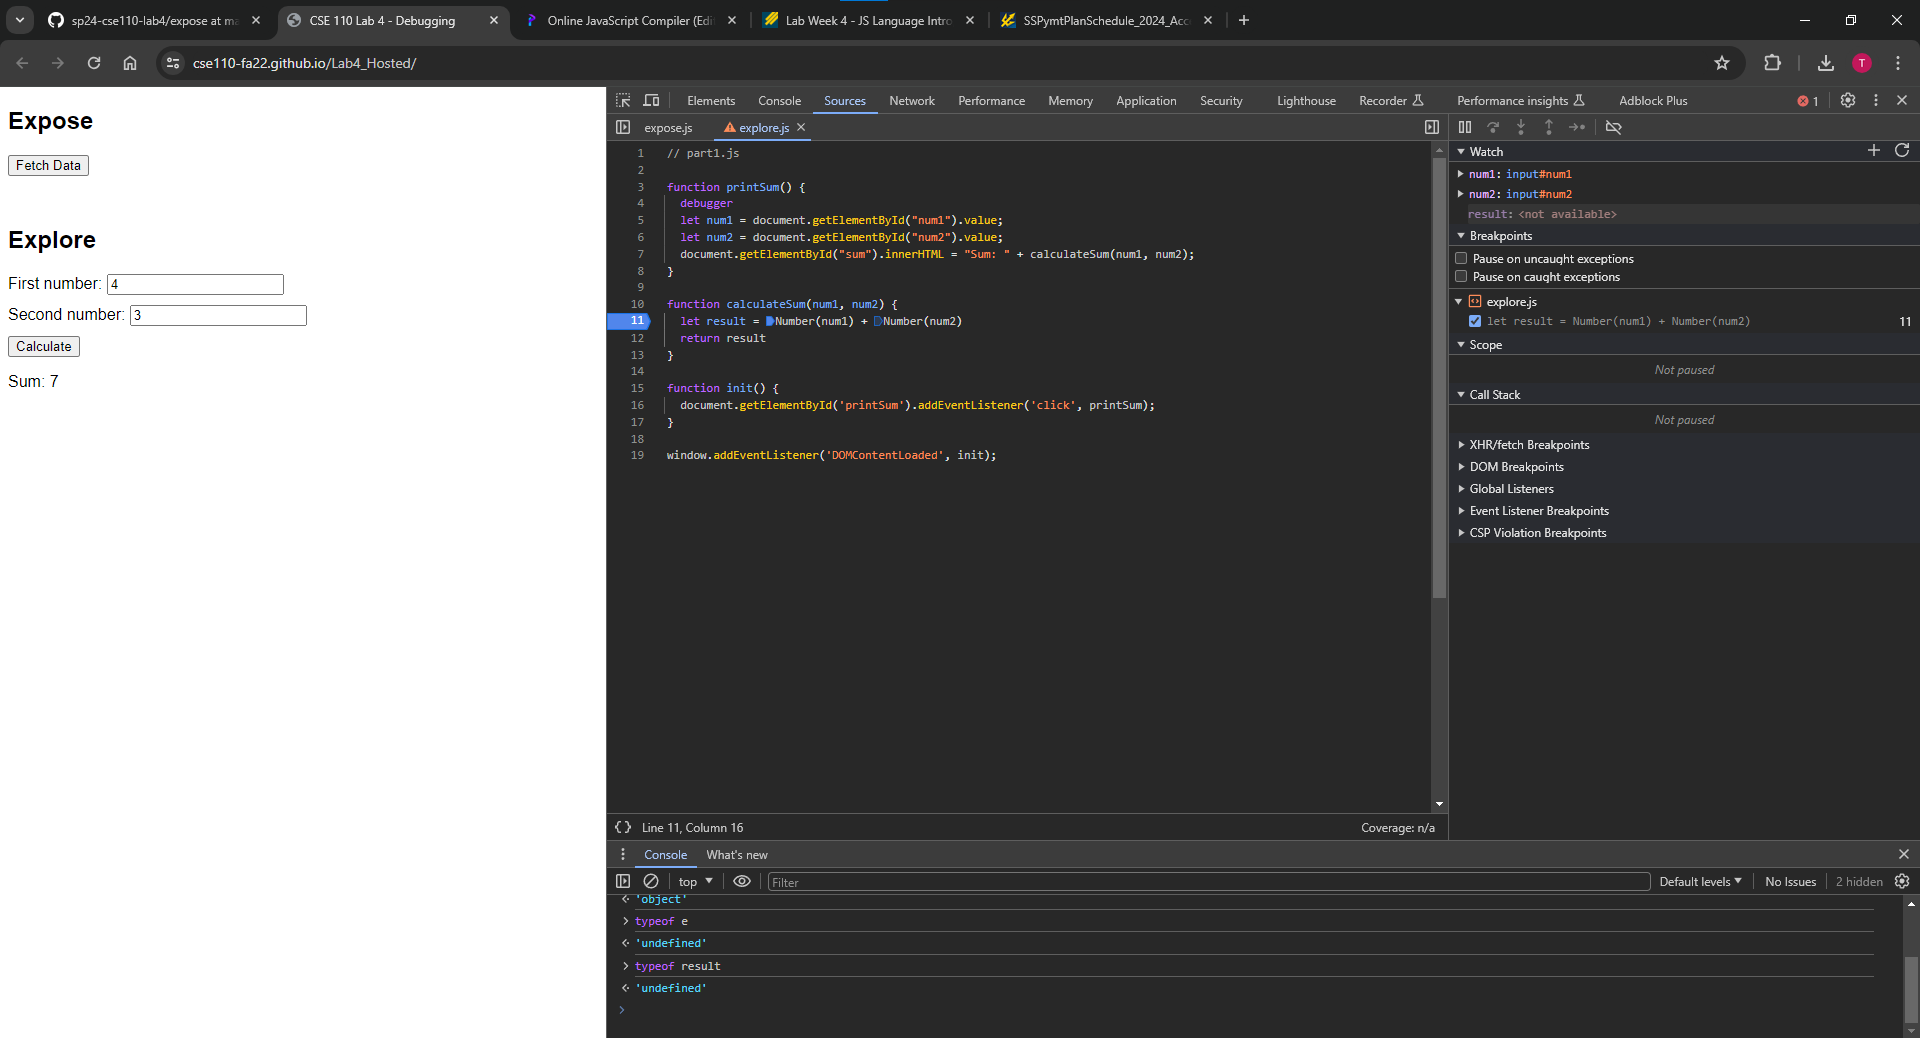 sp24-cse110-lab4/expose at ma
CSE 110 Lab 4 - Debugging
Online JavaScript Compiler (Edi
Lab Week 4 - JS Language Intro
SSPymtPlanSchedule_2024_Acc
cse110-fa22.github.io/Lab4_Hosted/
T
Expose
Fetch Data
Explore
First number: 4
Second number: 3
Calculate
Sum: 7
Elements Console Sources Network Performance Memory Application Security Lighthouse Recorder Performance insights Adblock Plus 1
expose.js explore.js
1 // part1.js
2
3 function printSum() {
4 debugger
5 let num1 = document.getElementById("num1").value;
6 let num2 = document.getElementById("num2").value;
7 document.getElementById("sum").innerHTML = "Sum: " + calculateSum(num1, num2);
8 }
9
10 function calculateSum(num1, num2) {
11 let result = Number(num1) + Number(num2)
12 return result
13 }
14
15 function init() {
16 document.getElementById('printSum').addEventListener('click', printSum);
17 }
18
19 window.addEventListener('DOMContentLoaded', init);
{} Line 11, Column 16 Coverage: n/a
Watch
num1: input#num1
num2: input#num2
result: <not available>
Breakpoints
Pause on uncaught exceptions
Pause on caught exceptions
explore.js
let result = Number(num1) + Number(num2) 11
Scope
Not paused
Call Stack
Not paused
XHR/fetch Breakpoints
DOM Breakpoints
Global Listeners
Event Listener Breakpoints
CSP Violation Breakpoints
Console What's new
top Filter Default levels No Issues 2 hidden
'object'
typeof e
'undefined'
typeof result
'undefined'